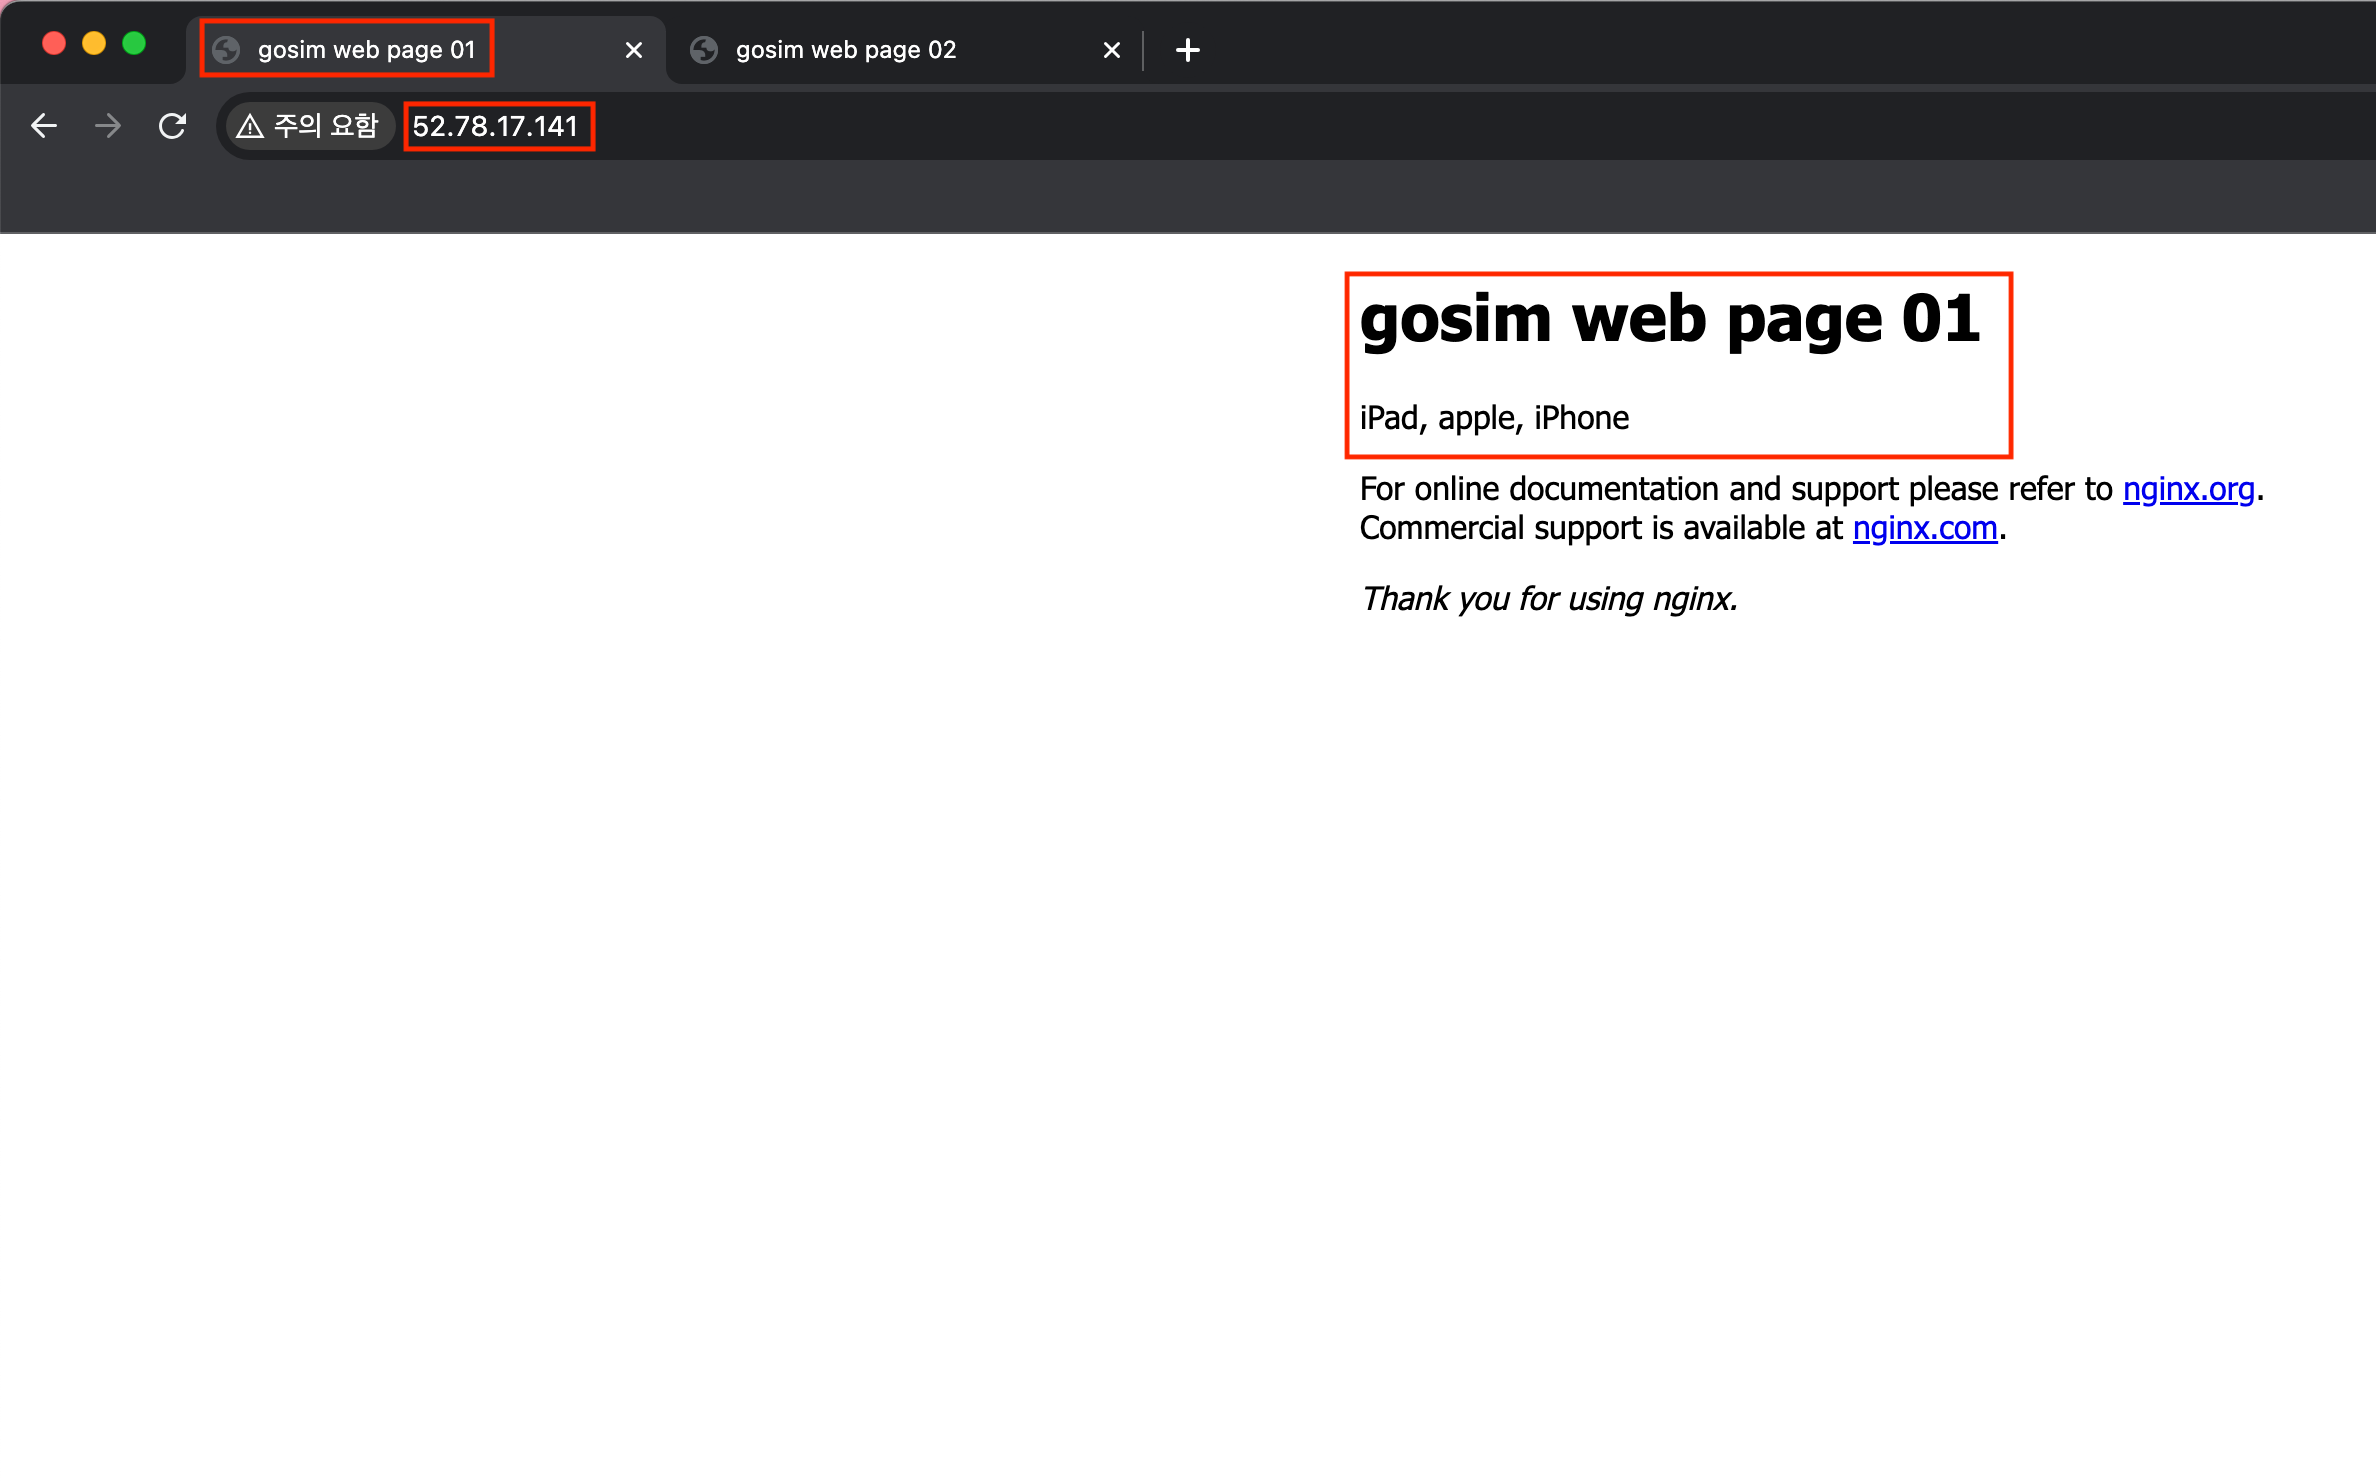 gosim web page 01
gosim web page 02
주의 요함 52.78.17.141
gosim web page 01
iPad, apple, iPhone
For online documentation and support please refer to nginx.org.
Commercial support is available at nginx.com.
Thank you for using nginx.